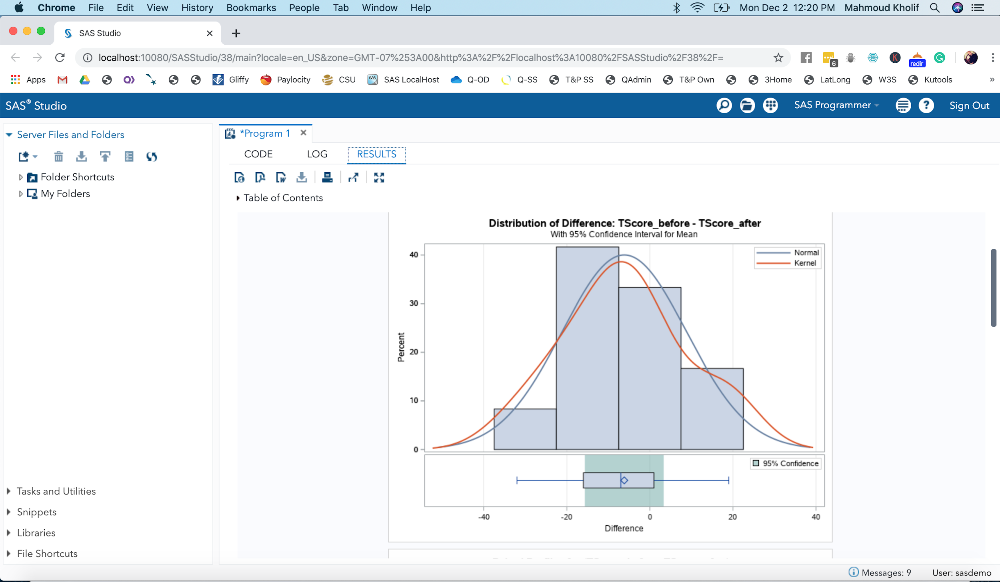 Chrome File Edit View History Bookmarks People Tab Window Help Mon Dec 2 12:20 PM Mahmoud Kholif
SAS Studio
localhost:10080/SASStudio/38/main?locale=en_US&zone=GMT-07%253A00&http%3A%2F%2Flocalhost%3A10080%2FSASStudio%2F38%2F=
6
K
redir
G
Apps Gliffy Paylocity CSU sas SAS LocalHost Q-OD Q-SS T&P SS QAdmin T&P Own 3Home LatLong W3S Kutools »
SAS® Studio SAS Programmer ? Sign Out
Server Files and Folders
Folder Shortcuts
My Folders
Tasks and Utilities
Snippets
Libraries
File Shortcuts
*Program 1
CODE LOG RESULTS
Table of Contents
Distribution of Difference: TScore_before - TScore_after
With 95% Confidence Interval for Mean
Normal
Kernel
Percent
40
30
20
10
0
95% Confidence
-40 -20 0 20 40
Difference
Messages: 9 User: sasdemo